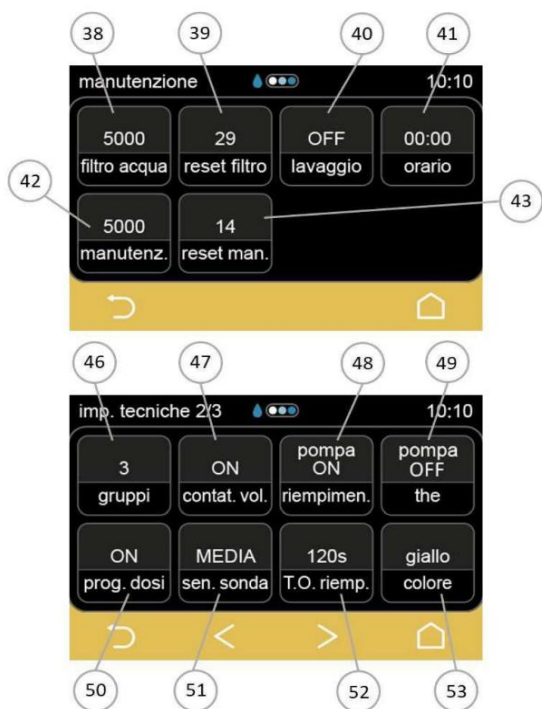 38 39 40 41
manutenzione 10:10
5000 29 OFF 00:00
filtro acqua reset filtro lavaggio orario
42
5000 14
manutenz. reset man.
43
46 47 48 49
imp. tecniche 2/3 10:10
3 ON pompa ON pompa OFF
gruppi contat. vol. riempimen. the
ON MEDIA 120s giallo
prog. dosi sen. sonda T.O. riemp. colore
50 51 52 53